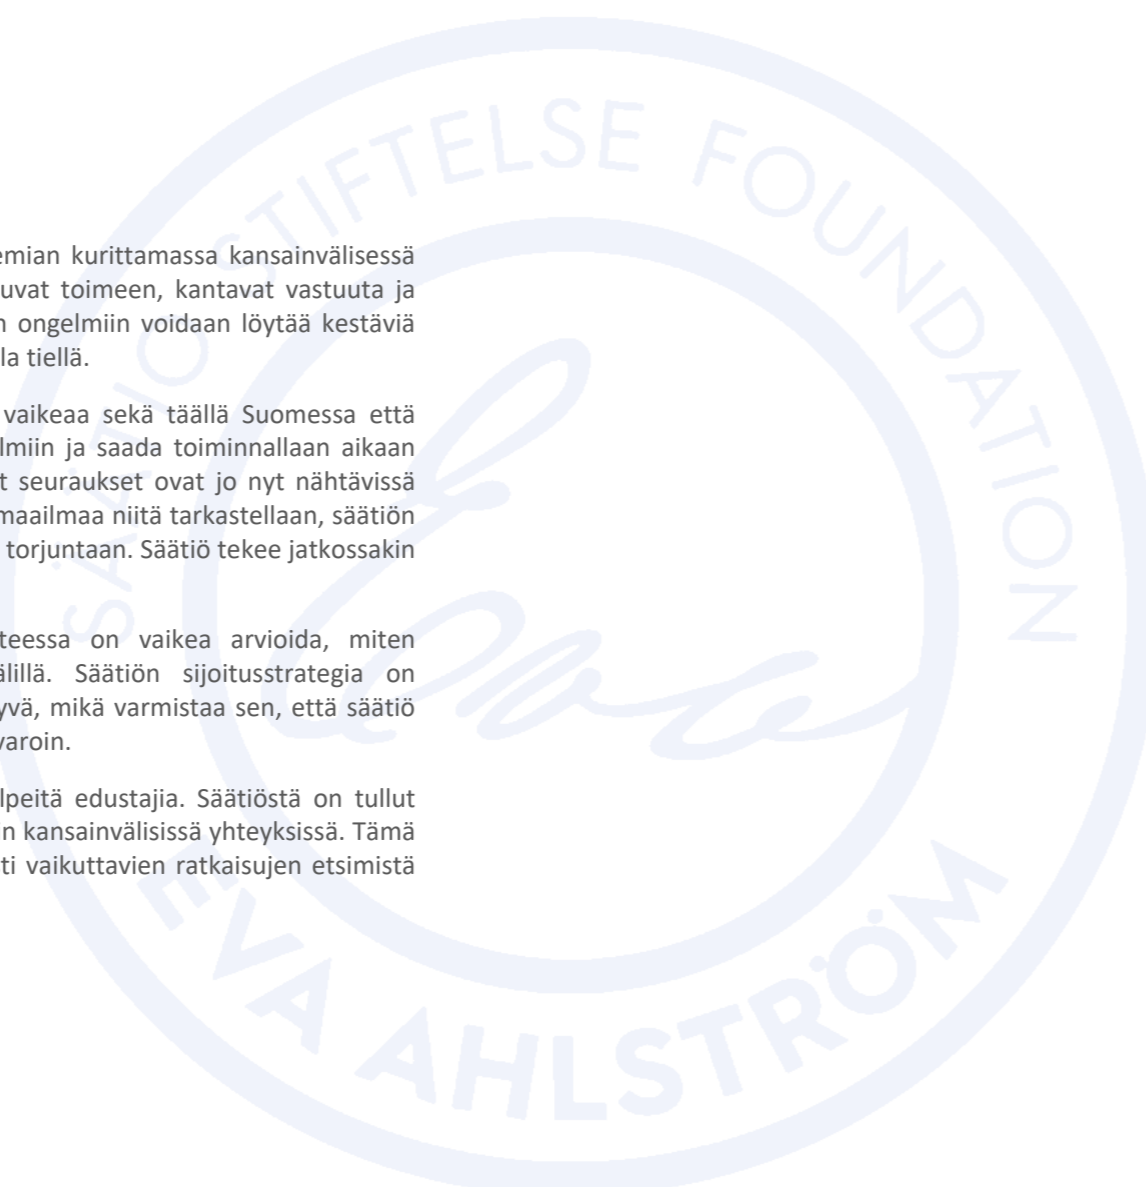 emian kurittamassa kansainvälisessä
uvat toimeen, kantavat vastuuta ja
n ongelmiin voidaan löytää kestäviä
la tiellä.
vaikeaa sekä täällä Suomessa että
lmiin ja saada toiminnallaan aikaan
t seuraukset ovat jo nyt nähtävissä
maailmaa niitä tarkastellaan, säätiön
torjuntaan. Säätiö tekee jatkossakin
teessa on vaikea arvioida, miten
älillä. Säätiön sijoitusstrategia on
yvä, mikä varmistaa sen, että säätiö
varoin.
lpeitä edustajia. Säätiöstä on tullut
in kansainvälisissä yhteyksissä. Tämä
ti vaikuttavien ratkaisujen etsimistä
SÄÄTIÖ STIFTELSE FOUNDATION
EVA AHLSTRÖM